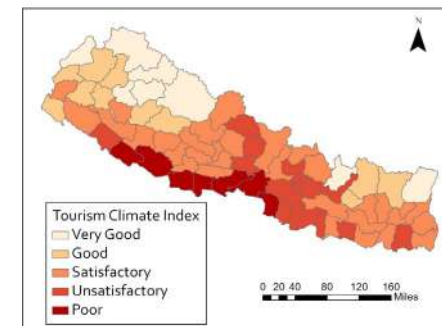 N
Tourism Climate Index
Very Good
Good
Satisfactory
Unsatisfactory
Poor
0 20 40 80 120 160
Miles